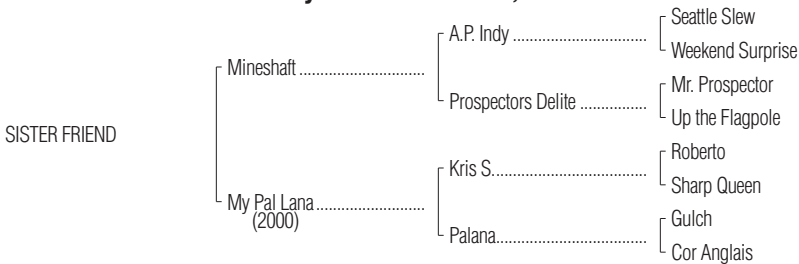 Seattle Slew
A.P. Indy ..................................
Weekend Surprise
Mineshaft ...............................
Mr. Prospector
Prospectors Delite .................
Up the Flagpole
SISTER FRIEND
Roberto
Kris S. ......................................
Sharp Queen
My Pal Lana ...........................
(2000)
Gulch
Palana ......................................
Cor Anglais